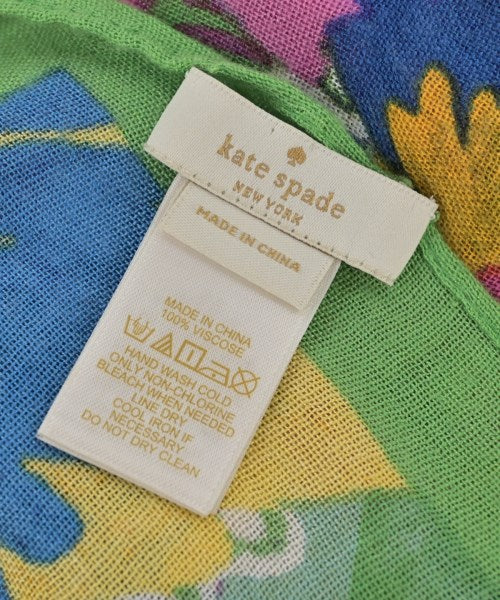 kate spade
NEW YORK
MADE IN CHINA
MADE IN CHINA
100% VISCOSE
HAND WASH COLD
ONLY NON-CHLORINE
BLEACH WHEN NEEDED
LINE DRY
COOL IRON IF
NECESSARY
DO NOT DRY CLEAN